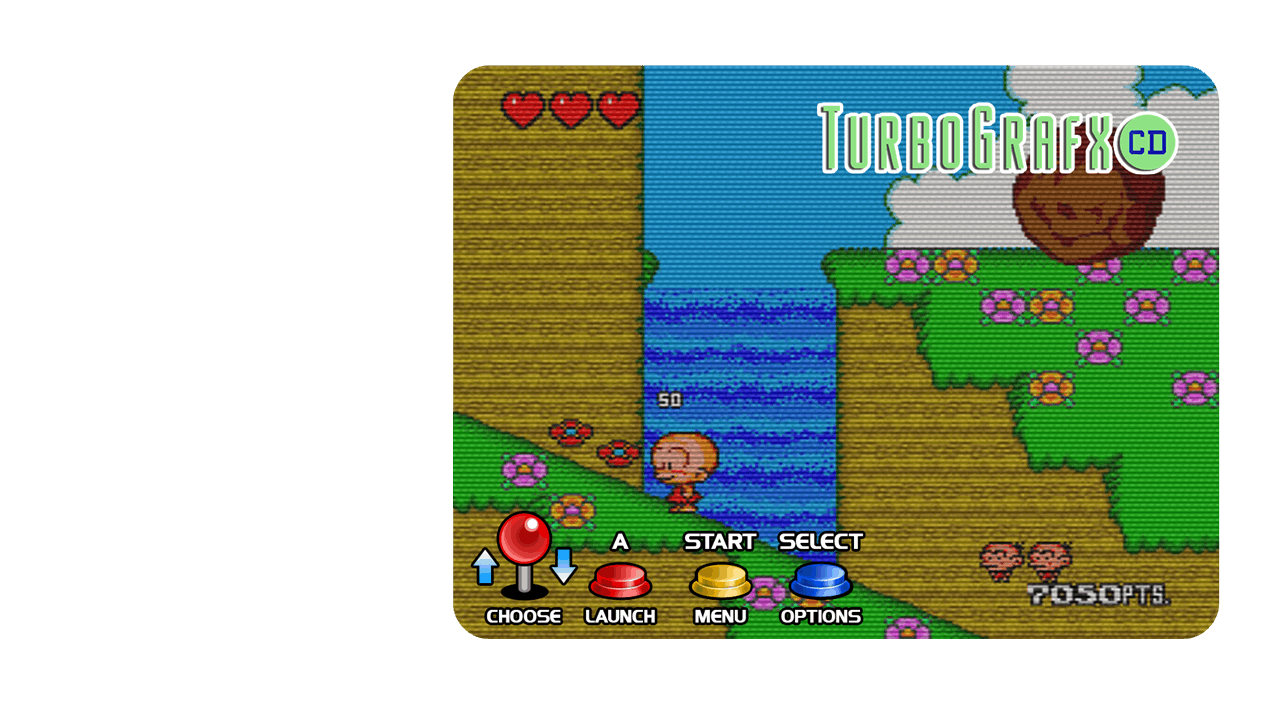 TURBOGRAFX CD
50
A START SELECT
CHOOSE LAUNCH MENU OPTIONS
7050PTS.